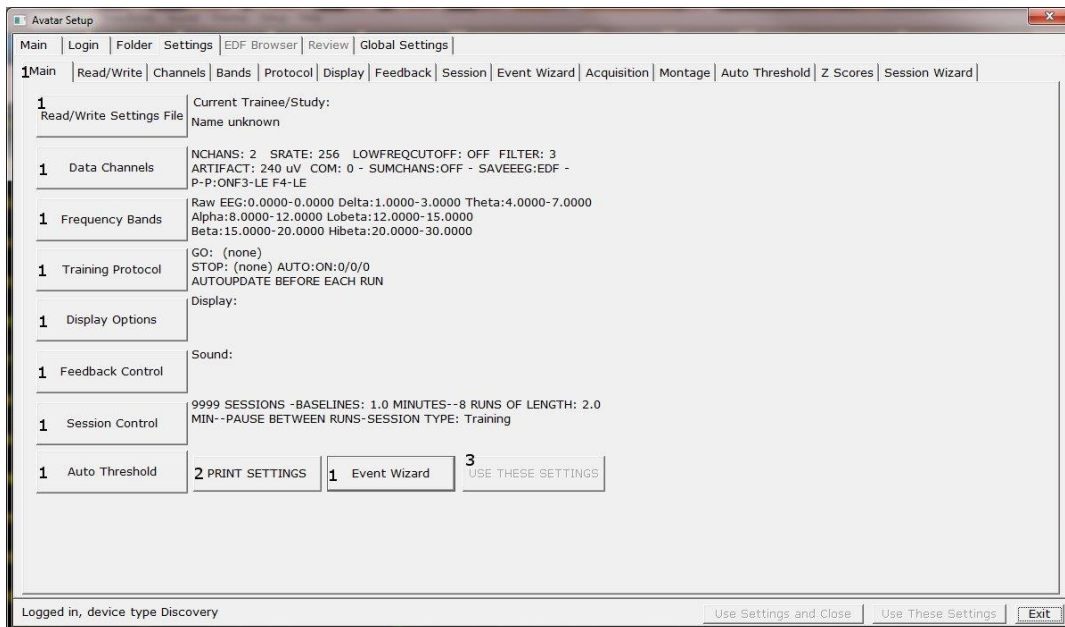 Avatar Setup
Main Login Folder Settings EDF Browser Review Global Settings
1Main Read/Write Channels Bands Protocol Display Feedback Session Event Wizard Acquisition Montage Auto Threshold Z Scores Session Wizard
1
Read/Write Settings File
Current Trainee/Study:
Name unknown
1 Data Channels
NCHANS: 2 SRATE: 256 LOWFREQCUTOFF: OFF FILTER: 3
ARTIFACT: 240 uV COM: 0 - SUMCHANS:OFF - SAVEEEG:EDF -
P-P:ONF3-LE F4-LE
1 Frequency Bands
Raw EEG:0.0000-0.0000 Delta:1.0000-3.0000 Theta:4.0000-7.0000
Alpha:8.0000-12.0000 Lobeta:12.0000-15.0000
Beta:15.0000-20.0000 Hibeta:20.0000-30.0000
1 Training Protocol
GO: (none)
STOP: (none) AUTO:ON:0/0/0
AUTOUPDATE BEFORE EACH RUN
1 Display Options
Display:
1 Feedback Control
Sound:
1 Session Control
9999 SESSIONS -BASELINES: 1.0 MINUTES--8 RUNS OF LENGTH: 2.0
MIN--PAUSE BETWEEN RUNS-SESSION TYPE: Training
1 Auto Threshold
2 PRINT SETTINGS
1 Event Wizard
3
USE THESE SETTINGS
Logged in, device type Discovery
Use Settings and Close
Use These Settings
Exit